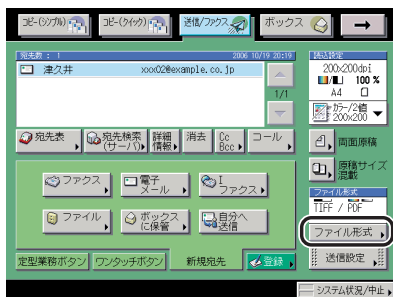 コピー(シンプル)
コピー(クイック)
送信/ファクス
ボックス
宛先数 : 1
2006 10/19 20:19
津久井
xxx02@example.co.jp
1/1
宛先表
宛先検索(サーバ)
詳細情報
消去
Cc Bcc
コール
ファクス
電子メール
Iファクス
ファイル
ボックスに保管
自分へ送信
定型業務ボタン
ワンタッチボタン
新規宛先
登録
読込設定
200x200dpi
100 %
A4
カラー/2値
200×200
両面原稿
原稿サイズ混載
ファイル形式
TIFF / PDF
ファイル形式
送信設定
システム状況/中止